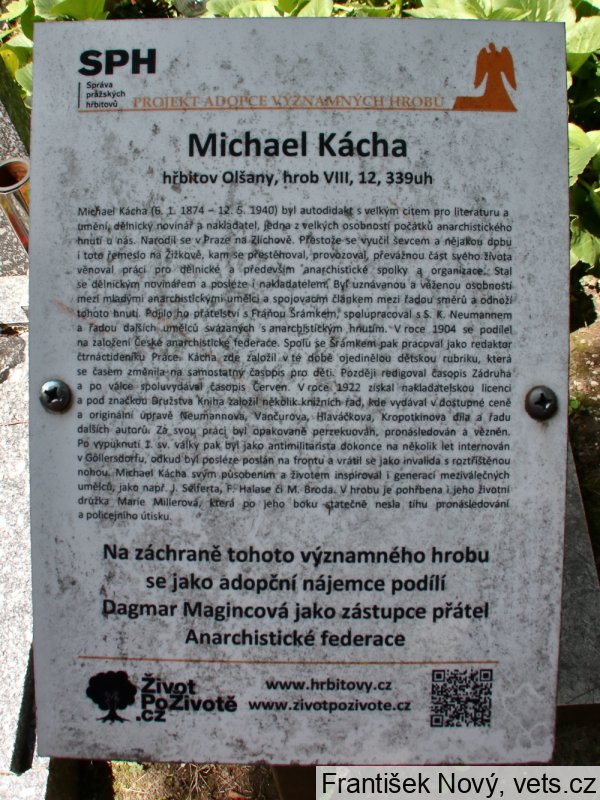 SPH
Správa
pražských
hřbitovů
PROJEKT ADOPCE VÝZNAMNÝCH HROBŮ
Michael Kácha
hřbitov Olšany, hrob VIII, 12, 339uh
Michael Kácha (6. 1. 1874 – 12. 5. 1940) byl autodidakt s velkým citem pro literaturu a
umění, dělnický novinář a nakladatel, jedna z velkých osobností počátků anarchistického
hnutí u nás. Narodil se v Praze na Zlíchově. Přestože se vyučil ševcem a nějakou dobu
i toto řemeslo na Žižkově, kam se přestěhoval, provozoval, převážnou část svého života
věnoval práci pro dělnické a především anarchistické spolky a organizace. Stal
se dělnickým novinářem a posléze i nakladatelem. Byl uznávanou a váženou osobností
mezi mladými anarchistickými umělci a spojovacím článkem mezi řadou směrů a odnoží
tohoto hnutí. Pojilo ho přátelství s Fráňou Šrámkem, spolupracoval s S. K. Neumannem
a řadou dalších umělců svázaných s anarchistickým hnutím. V roce 1904 se podílel
na založení České anarchistické federace. Spolu se Šrámkem pak pracoval jako redaktor
čtrnáctideníku Práce. Kácha zde založil v té době ojedinělou dětskou rubriku, která
se časem změnila na samostatný časopis pro děti. Později redigoval časopis Zádruha
a po válce spoluvydával časopis Červen. V roce 1922 získal nakladatelskou licenci
a pod značkou Družstva Kniha založil několik knižních řad, kde vydával v dostupné ceně
a originální úpravě Neumannova, Vančurova, Hlaváčkova, Kropotkinova díla a řadu
dalších autorů. Za svou práci byl opakovaně perzekuován, pronásledován a vězněn.
Po vypuknutí 1. sv. války pak byl jako antimilitarista dokonce na několik let internován
v Göllersdorfu, odkud byl posléze poslán na frontu a vrátil se jako invalida s roztříštěnou
nohou. Michael Kácha svým působením a životem inspiroval i generaci meziválečných
umělců, jako např. J. Seiferta, F. Halase či M. Broda. V hrobu je pohřbena i jeho životní
družka Marie Millerová, která po jeho boku statečně nesla tíhu pronásledování
a policejního útisku.
Na záchraně tohoto významného hrobu
se jako adopční nájemce podílí
Dagmar Magincová jako zástupce přátel
Anarchistické federace
Život
PoŽivotě
.cz
www.hrbitovy.cz
www.zivotpozivote.cz
František Nový, vets.cz